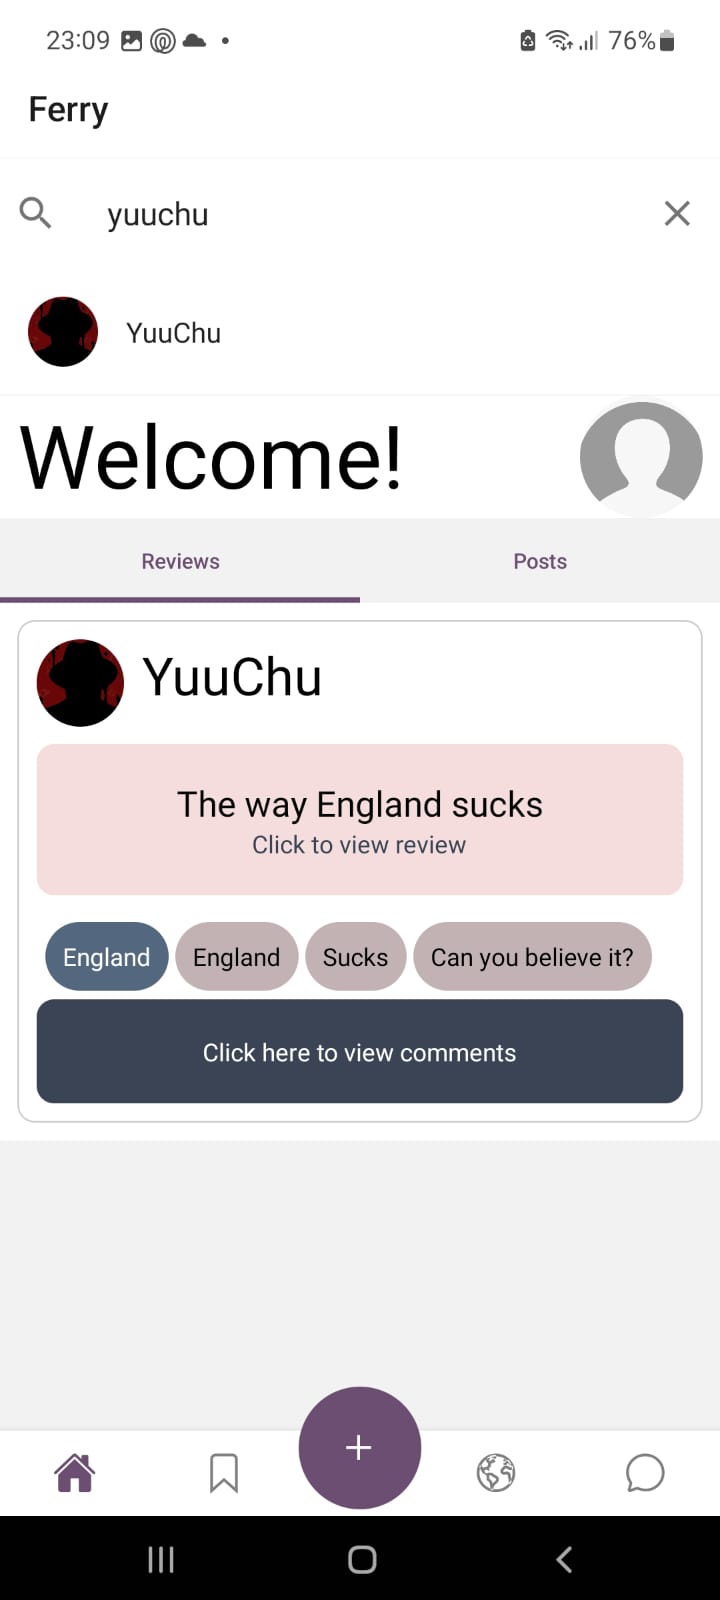 23:09 76%
Ferry
yuuchu
YuuChu
Welcome!
Reviews Posts
YuuChu
The way England sucks
Click to view review
England England Sucks Can you believe it?
Click here to view comments